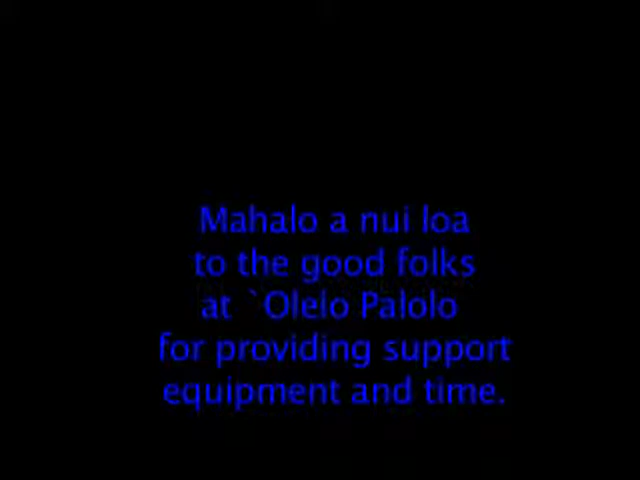 Mahalo a nui loa
to the good folks
at `Olelo Palolo
for providing support
equipment and time.